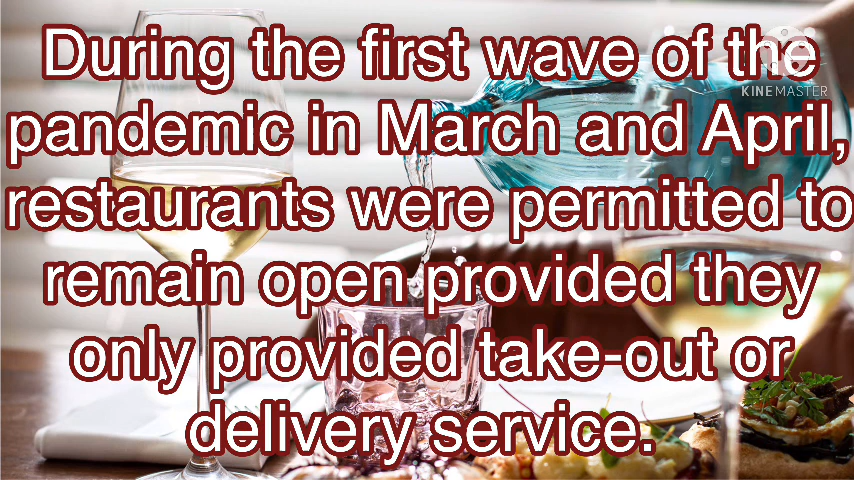 During the first wave of the
pandemic in March and April,
restaurants were permitted to
remain open provided they
only provided take-out or
delivery service.
KINEMASTER